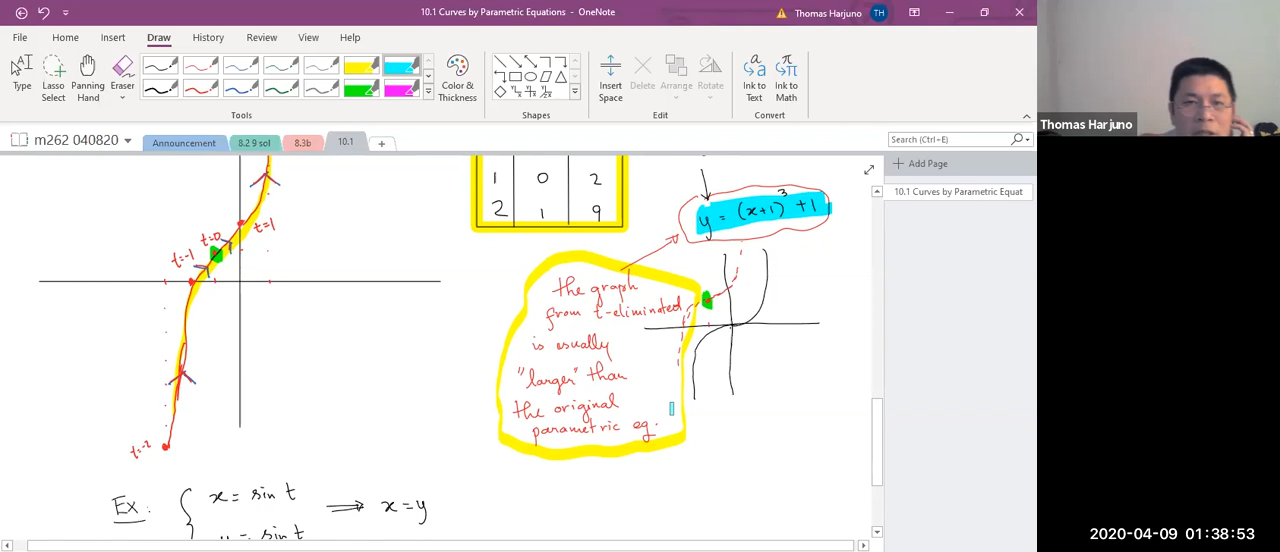 10.1 Curves by Parametric Equations - OneNote
Thomas Harjuno TH
File Home Insert Draw History Review View Help
Type
Lasso Select
Panning Hand
Eraser
Color & Thickness
Insert Space
Delete
Arrange
Rotate
Ink to Text
Ink to Math
Tools
Shapes
Edit
Convert
Thomas Harjuno
m262 040820
Announcement 8.2 9 sol 8.3b 10.1
Search (Ctrl+E)
Add Page
10.1 Curves by Parametric Equat
1 0 2
2 1 9
y = (x+1)³ + 1
t=1
t=0
t=-1
t=-2
the graph
from t-eliminated
is usually
"larger" than
the original
parametric eq.
Ex: { x = sin t ⟹ x = y
y = sin t
2020-04-09 01:38:53